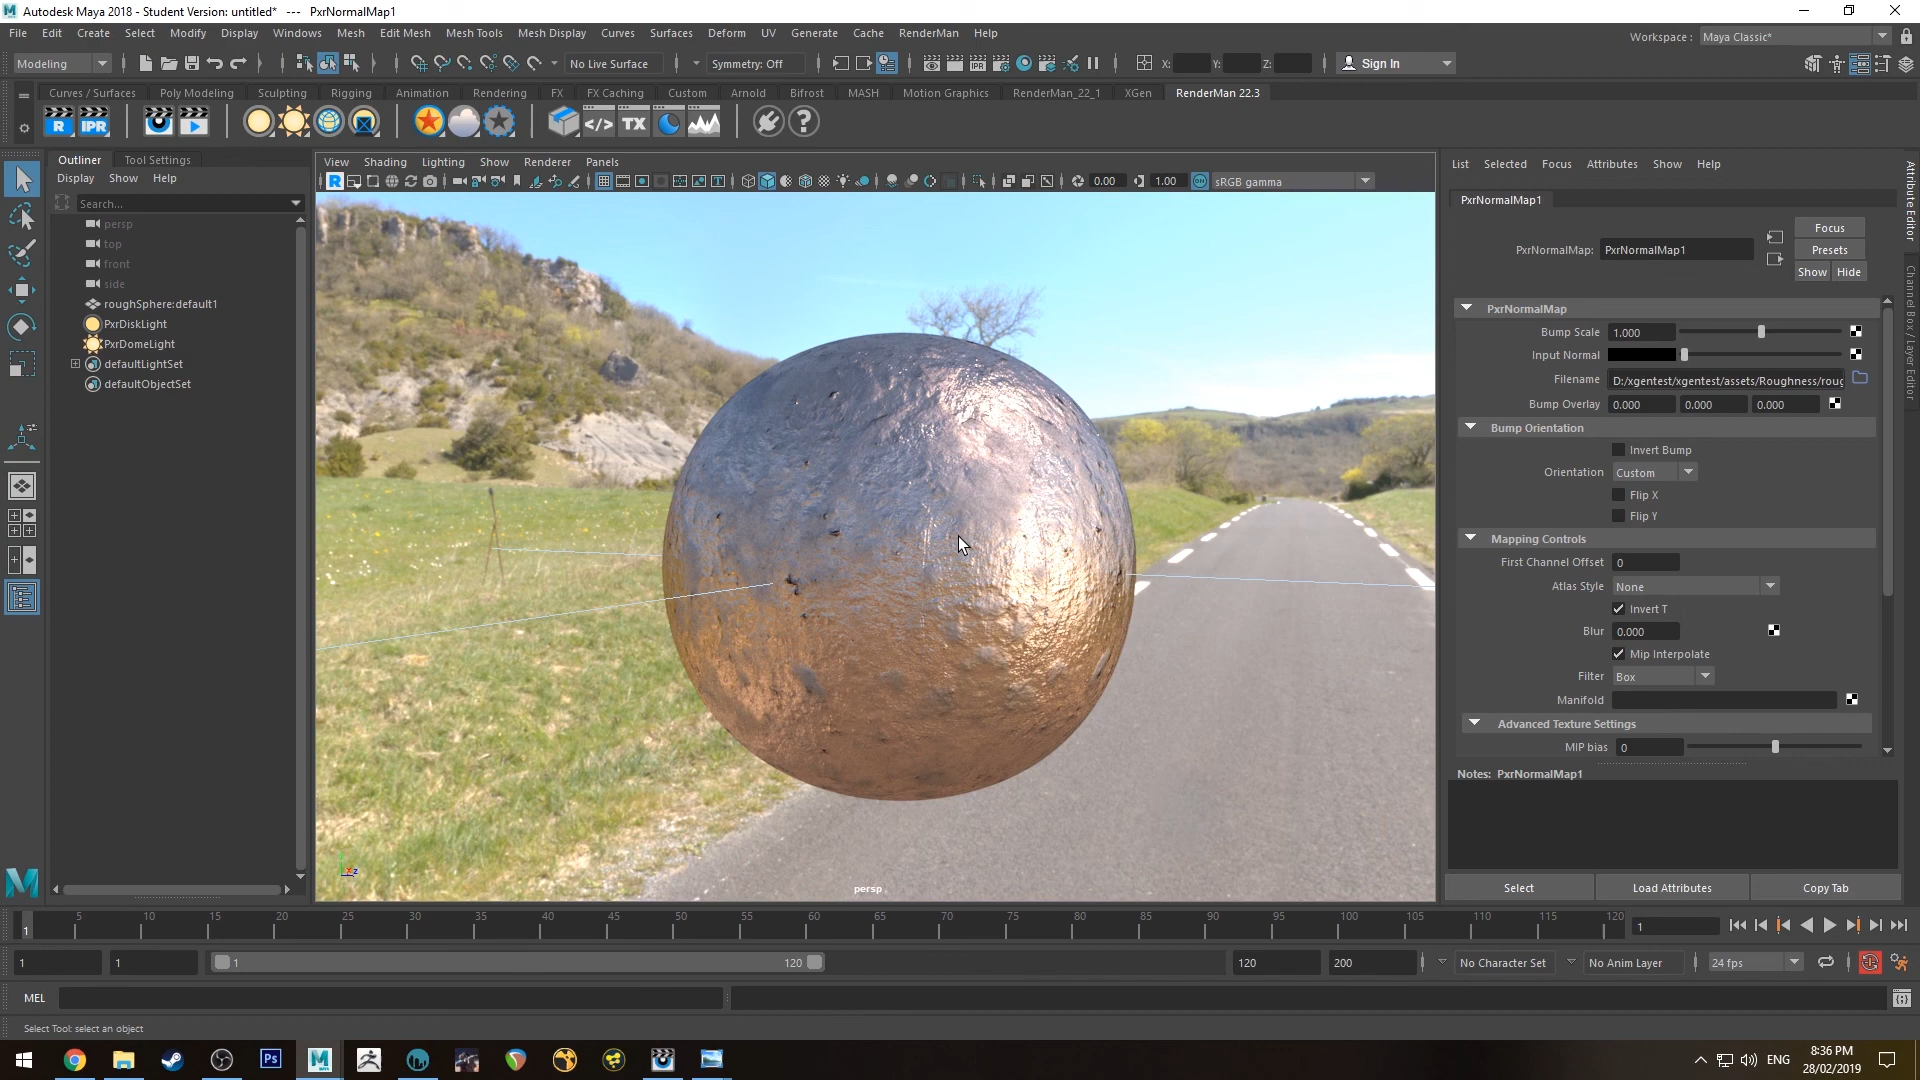 Autodesk Maya 2018 - Student Version: untitled* --- PxrNormalMap1
File Edit Create Select Modify Display Windows Mesh Edit Mesh Mesh Tools Mesh Display Curves Surfaces Deform UV Generate Cache RenderMan Help
Workspace : Maya Classic*
Modeling No Live Surface Symmetry: Off X: Y: Z: Sign In
Curves / Surfaces Poly Modeling Sculpting Rigging Animation Rendering FX FX Caching Custom Arnold Bifrost MASH Motion Graphics RenderMan_22_1 XGen RenderMan 22.3
R IPR </> TX ?
Outliner Tool Settings
Display Show Help
Search...
persp
top
front
side
roughSphere:default1
PxrDiskLight
PxrDomeLight
defaultLightSet
defaultObjectSet
View Shading Lighting Show Renderer Panels
R 0.00 1.00 sRGB gamma
persp
List Selected Focus Attributes Show Help
PxrNormalMap1
PxrNormalMap: PxrNormalMap1
Focus
Presets
Show Hide
PxrNormalMap
Bump Scale 1.000
Input Normal
Filename D:/xgentest/xgentest/assets/Roughness/roug
Bump Overlay 0.000 0.000 0.000
Bump Orientation
Invert Bump
Orientation Custom
Flip X
Flip Y
Mapping Controls
First Channel Offset 0
Atlas Style None
Invert T
Blur 0.000
Mip Interpolate
Filter Box
Manifold
Advanced Texture Settings
MIP bias 0
Notes: PxrNormalMap1
Select Load Attributes Copy Tab
Attribute Editor
Channel Box / Layer Editor
1 5 10 15 20 25 30 35 40 45 50 55 60 65 70 75 80 85 90 95 100 105 110 115 120 1
1 1 1 120 120 200 No Character Set No Anim Layer 24 fps
MEL
Select Tool: select an object
Ps
ENG
8:36 PM
28/02/2019